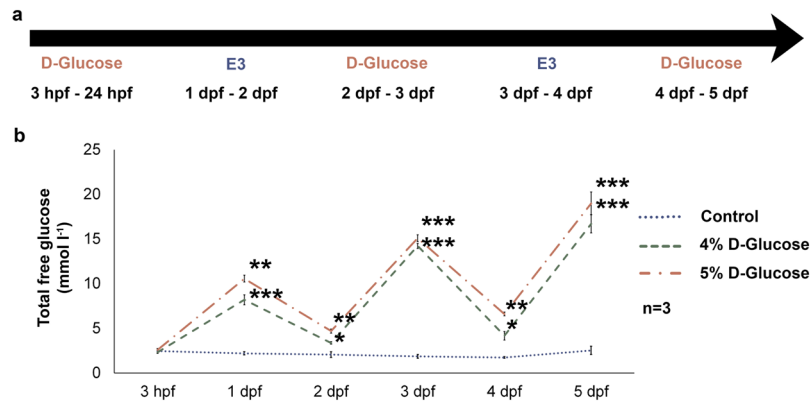 a
D-Glucose E3 D-Glucose E3 D-Glucose
3 hpf - 24 hpf 1 dpf - 2 dpf 2 dpf - 3 dpf 3 dpf - 4 dpf 4 dpf - 5 dpf
b
Total free glucose
(mmol l⁻¹)
25
20
15
10
5
0
**
***
**
*
***
***
**
*
***
***
3 hpf 1 dpf 2 dpf 3 dpf 4 dpf 5 dpf
Control
4% D-Glucose
5% D-Glucose
n=3